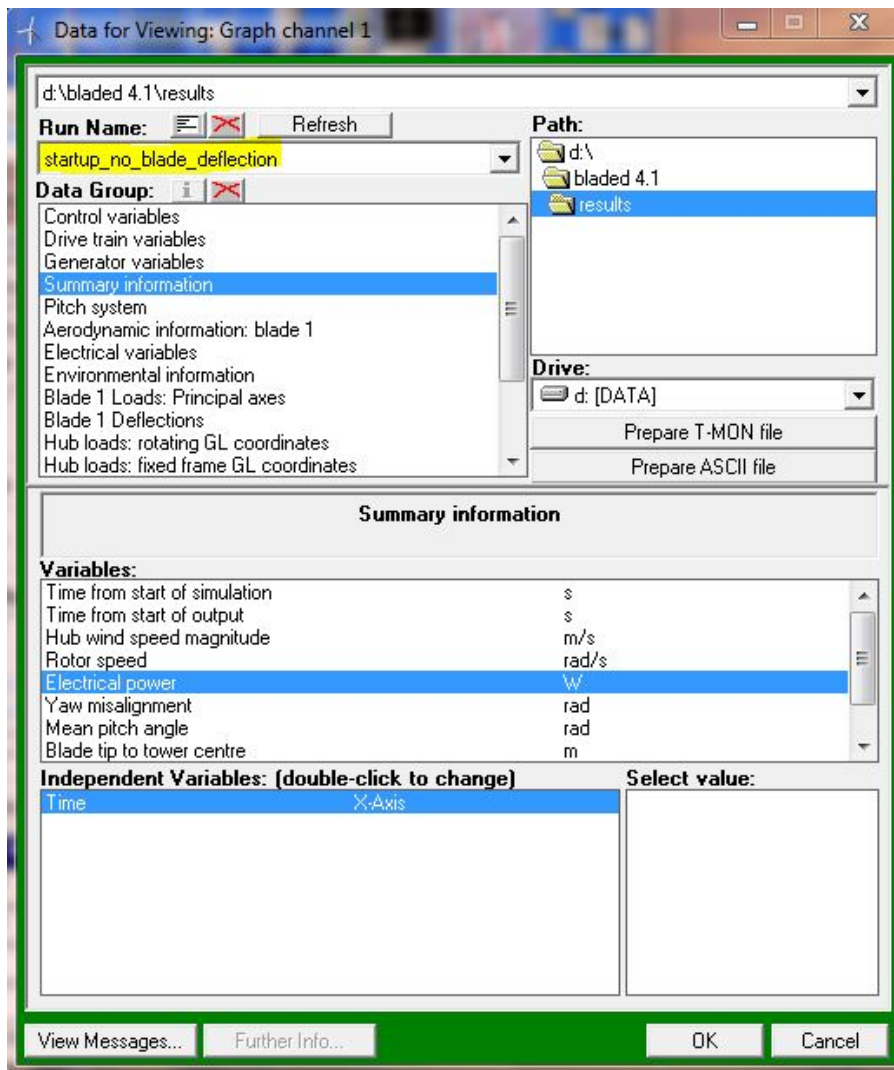 Data for Viewing: Graph channel 1
d:\bladed 4.1\results
Run Name: Refresh
startup_no_blade_deflection
Data Group:
Control variables
Drive train variables
Generator variables
Summary information
Pitch system
Aerodynamic information: blade 1
Electrical variables
Environmental information
Blade 1 Loads: Principal axes
Blade 1 Deflections
Hub loads: rotating GL coordinates
Hub loads: fixed frame GL coordinates
Path:
d:\
bladed 4.1
results
Drive:
d: [DATA]
Prepare T-MON file
Prepare ASCII file
Summary information
Variables:
Time from start of simulation s
Time from start of output s
Hub wind speed magnitude m/s
Rotor speed rad/s
Electrical power W
Yaw misalignment rad
Mean pitch angle rad
Blade tip to tower centre m
Independent Variables: (double-click to change) Select value:
Time X-Axis
View Messages... Further Info... OK Cancel